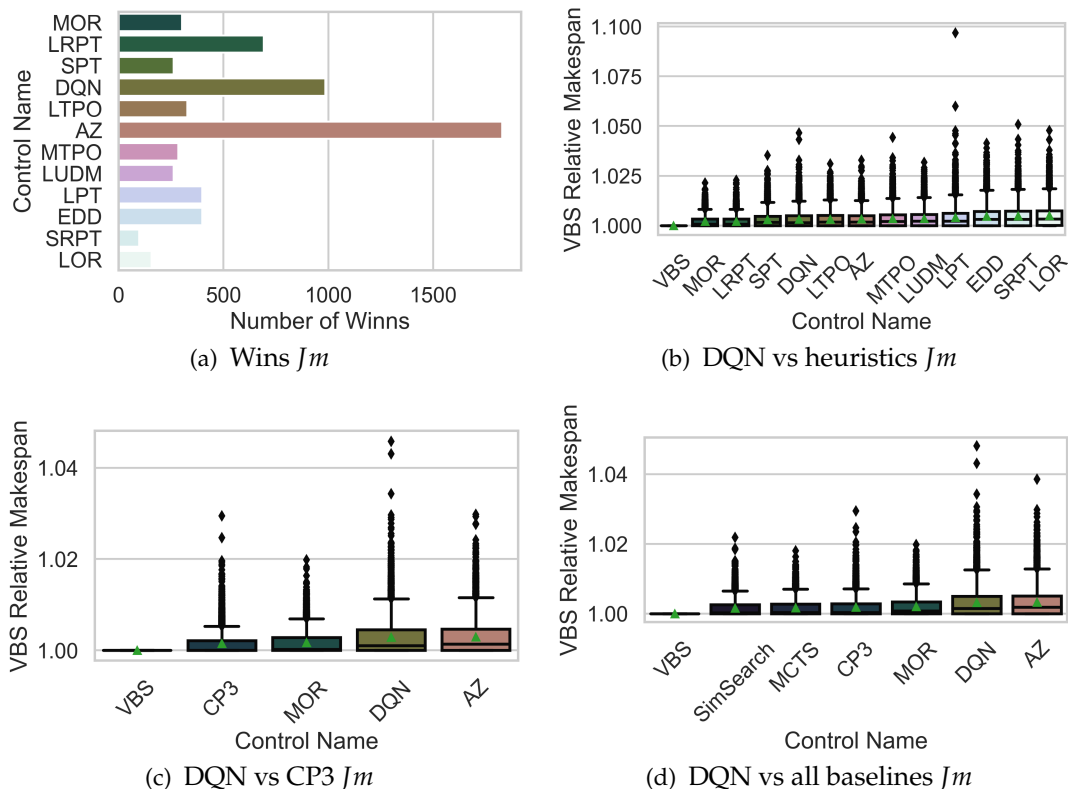 Control Name
MOR
LRPT
SPT
DQN
LTPO
AZ
MTPO
LUDM
LPT
EDD
SRPT
LOR
0 500 1000 1500
Number of Winns
(a) Wins Jm
VBS Relative Makespan
1.100
1.075
1.050
1.025
1.000
VBS MOR LRPT SPT DQN LTPO AZ MTPO LUDM LPT EDD SRPT LOR
Control Name
(b) DQN vs heuristics Jm
VBS Relative Makespan
1.04
1.02
1.00
VBS CP3 MOR DQN AZ
Control Name
(c) DQN vs CP3 Jm
VBS Relative Makespan
1.04
1.02
1.00
VBS SimSearch MCTS CP3 MOR DQN AZ
Control Name
(d) DQN vs all baselines Jm